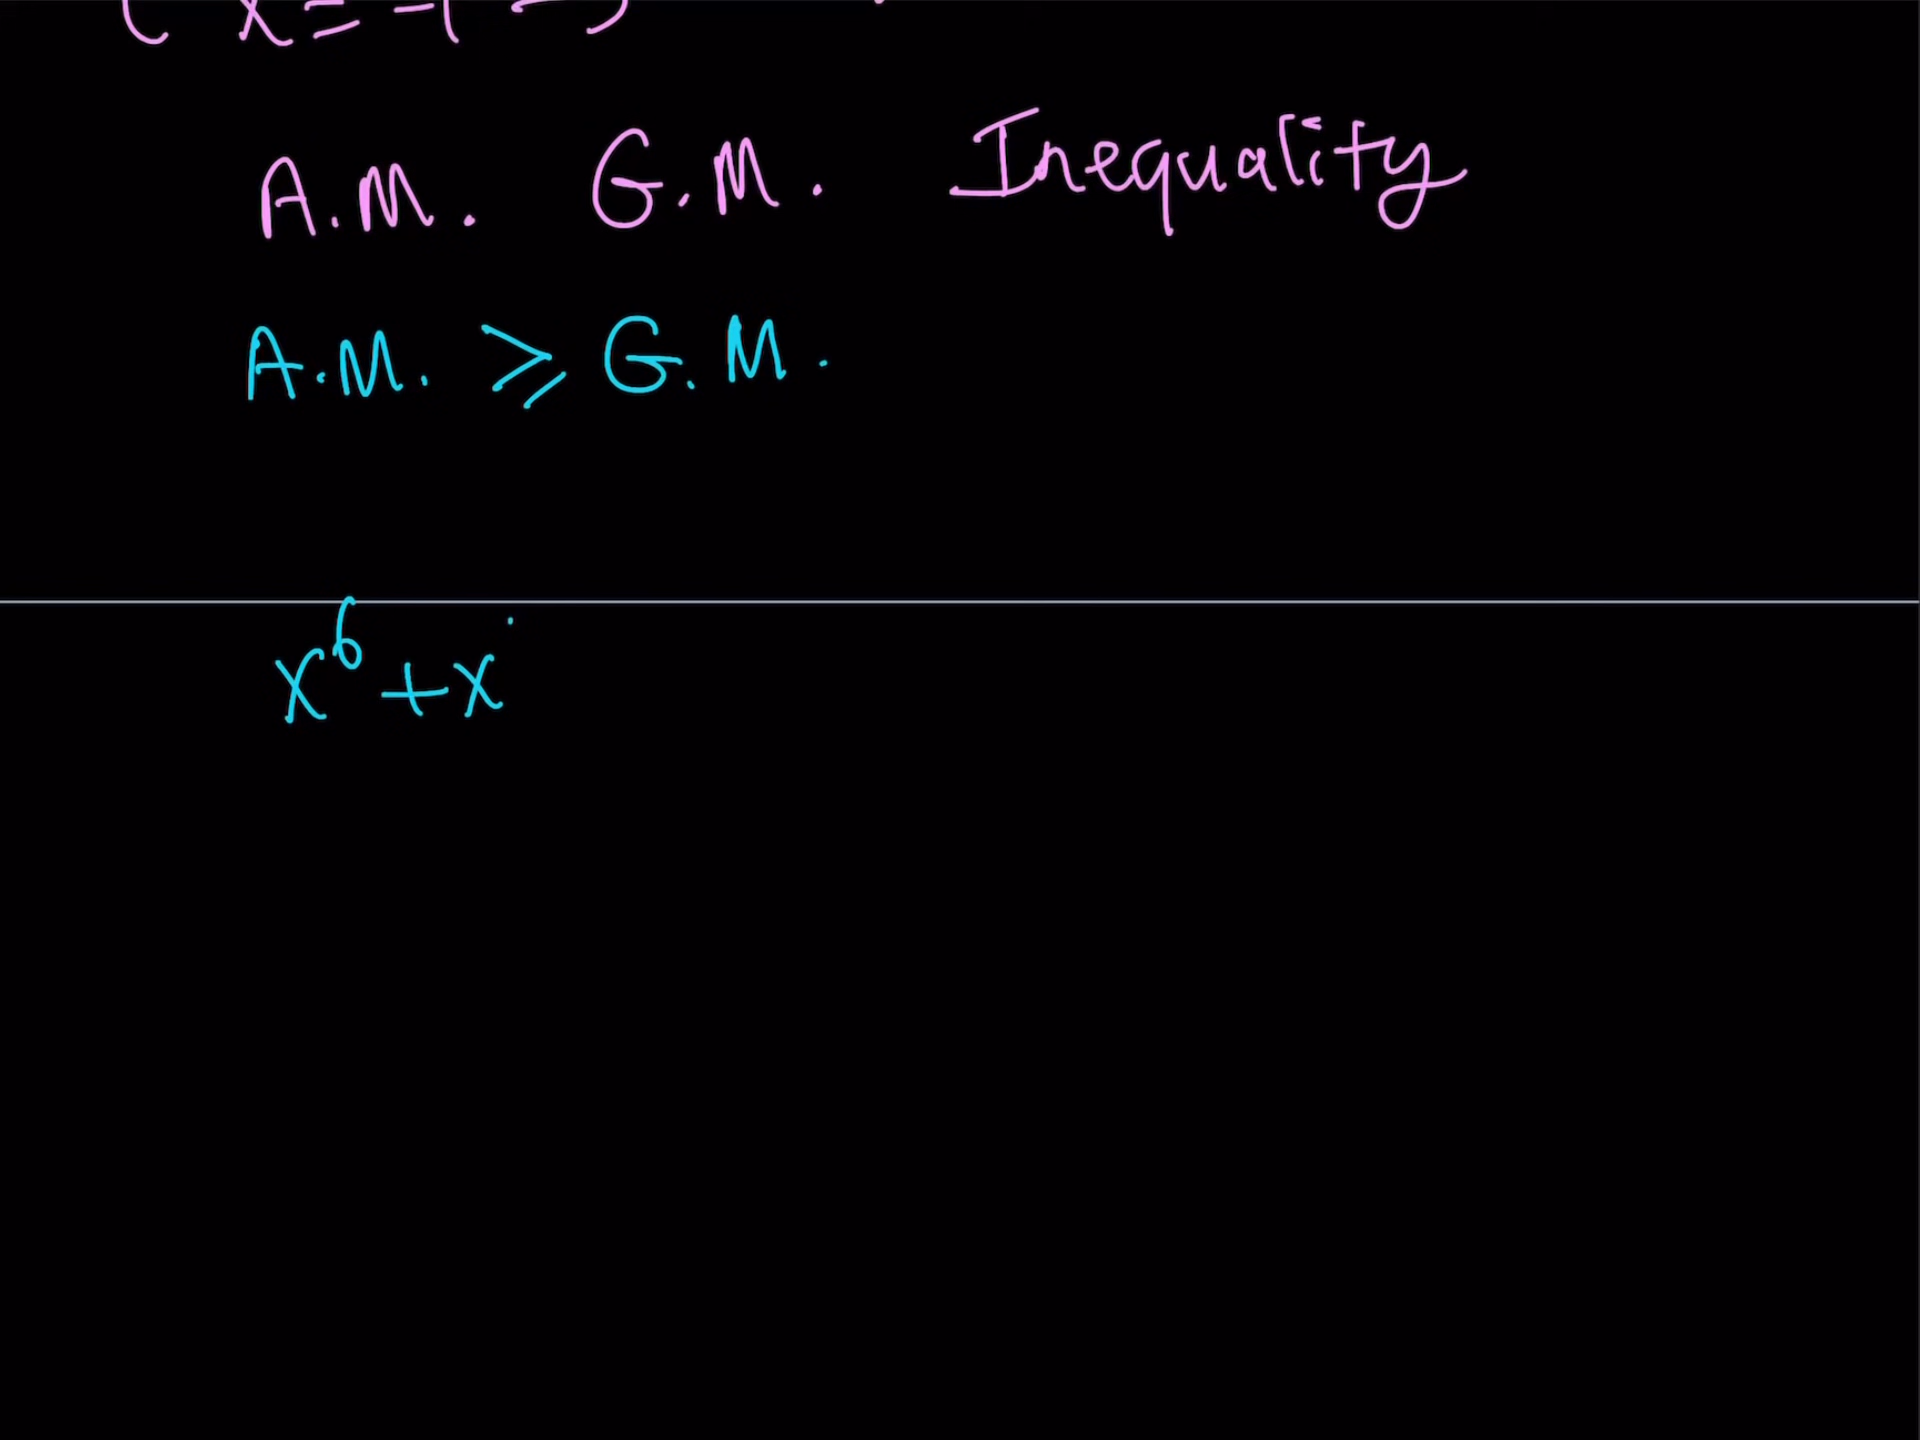 A.M. G.M. Inequality
A.M. ⩾ G.M.
x⁶ + x